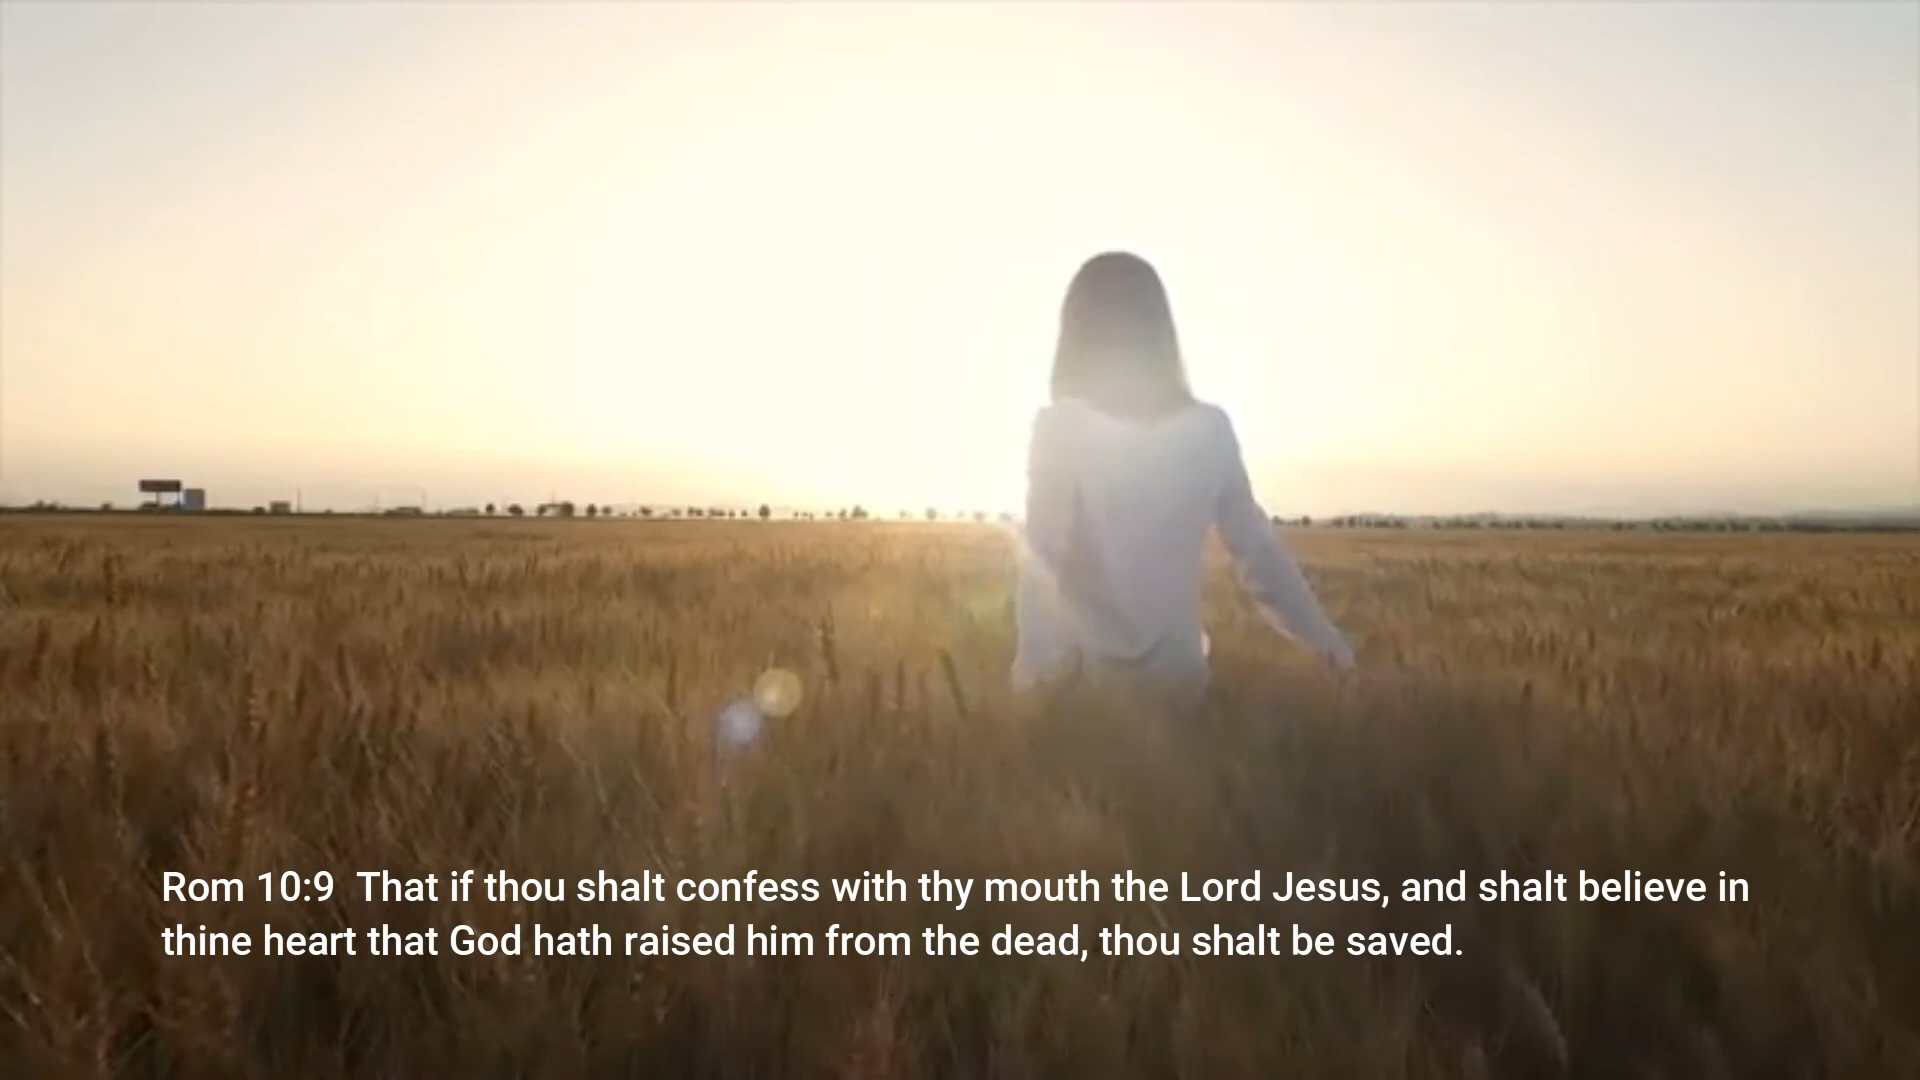 Rom 10:9  That if thou shalt confess with thy mouth the Lord Jesus, and shalt believe in
thine heart that God hath raised him from the dead, thou shalt be saved.